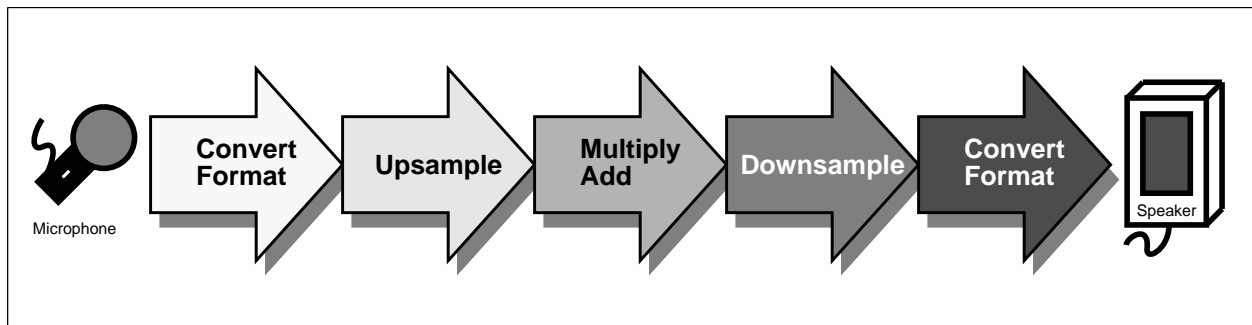 Microphone
Convert
Format
Upsample
Multiply
Add
Downsample
Convert
Format
Speaker